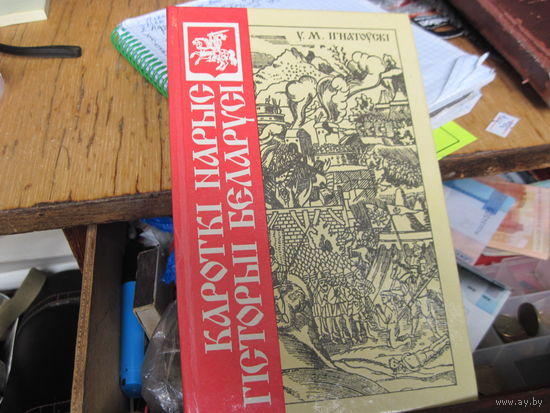 У. М. ІГНАТОЎСКІ
КАРОТКІ НАРЫС
ГІСТОРЫІ БЕЛАРУСІ
www.ay.by